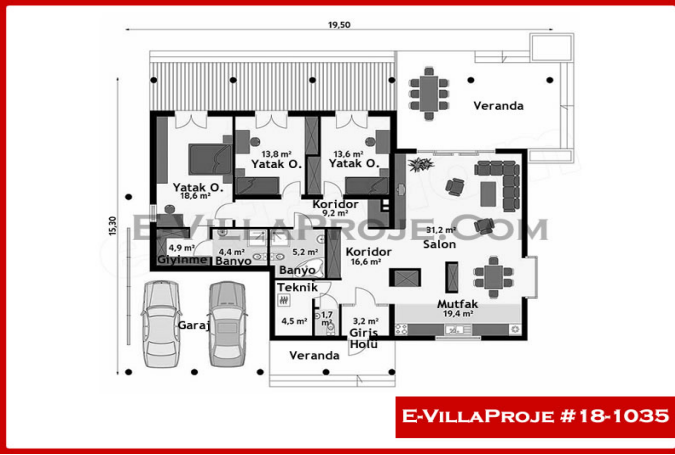 19,50
Veranda
15,30
13,8 m²
Yatak O.
13,6 m²
Yatak O.
Yatak O.
18,6 m²
Koridor
9,2 m²
E-VillaProje.Com
31,2 m²
Salon
4,9 m²
Giyinme
4,4 m²
Banyo
5,2 m²
Banyo
Koridor
16,6 m²
Teknik
4,5 m²
1,7 m²
3,2 m²
Giriş
Holü
Mutfak
19,4 m²
Garaj
Veranda
E-VillaProje #18-1035